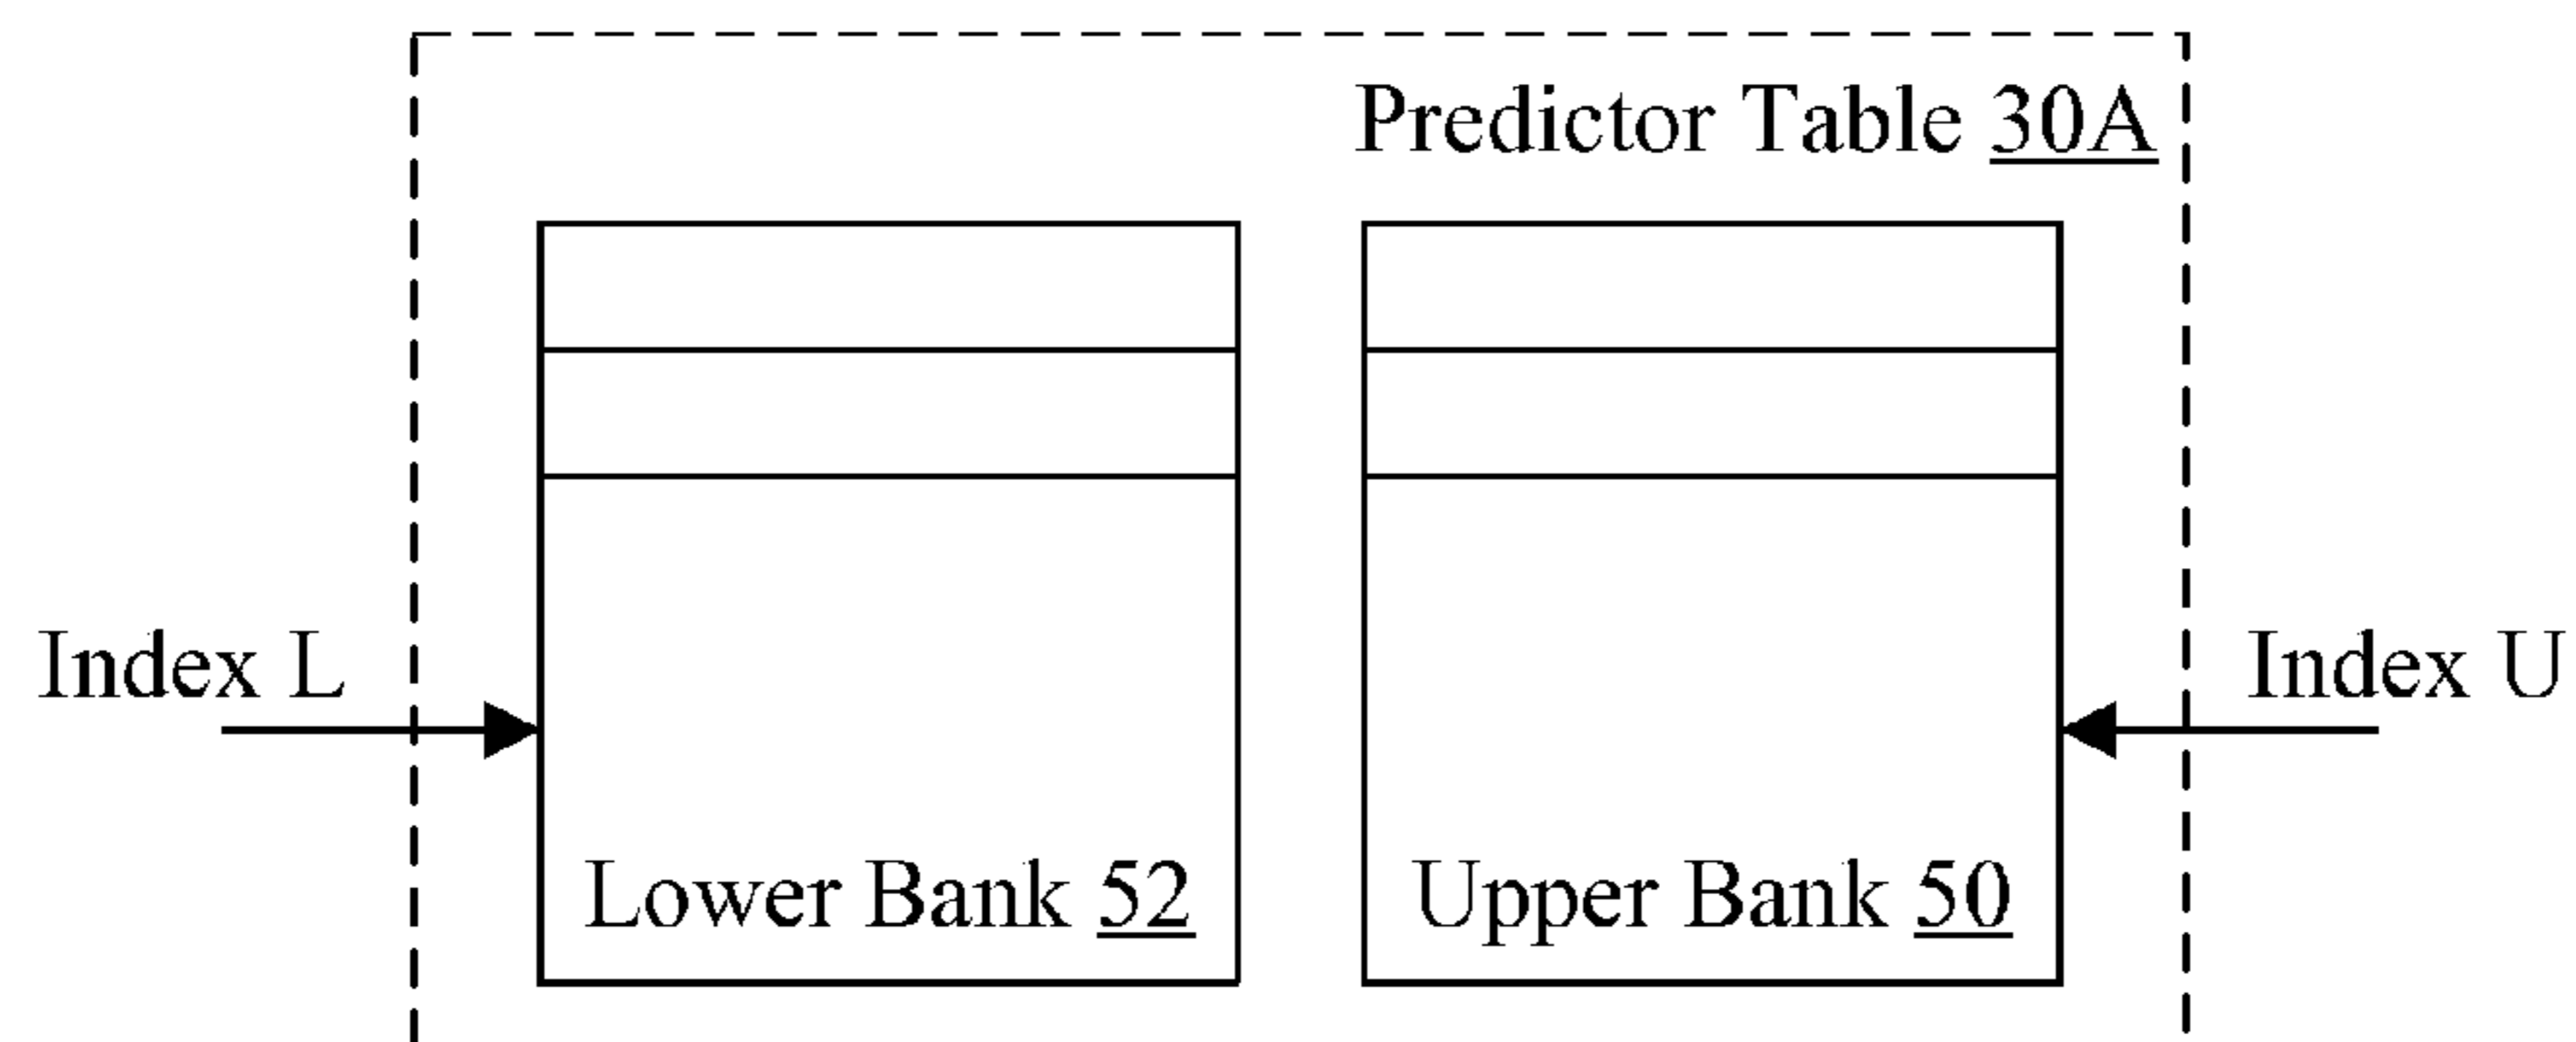 Predictor Table 30A
Index L
Index U
Lower Bank 52
Upper Bank 50